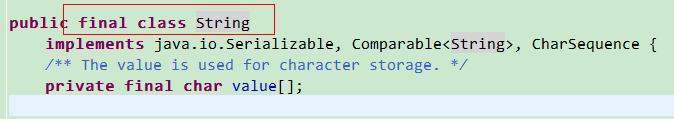 public final class String
implements java.io.Serializable, Comparable<String>, CharSequence {
/** The value is used for character storage. */
private final char value[];